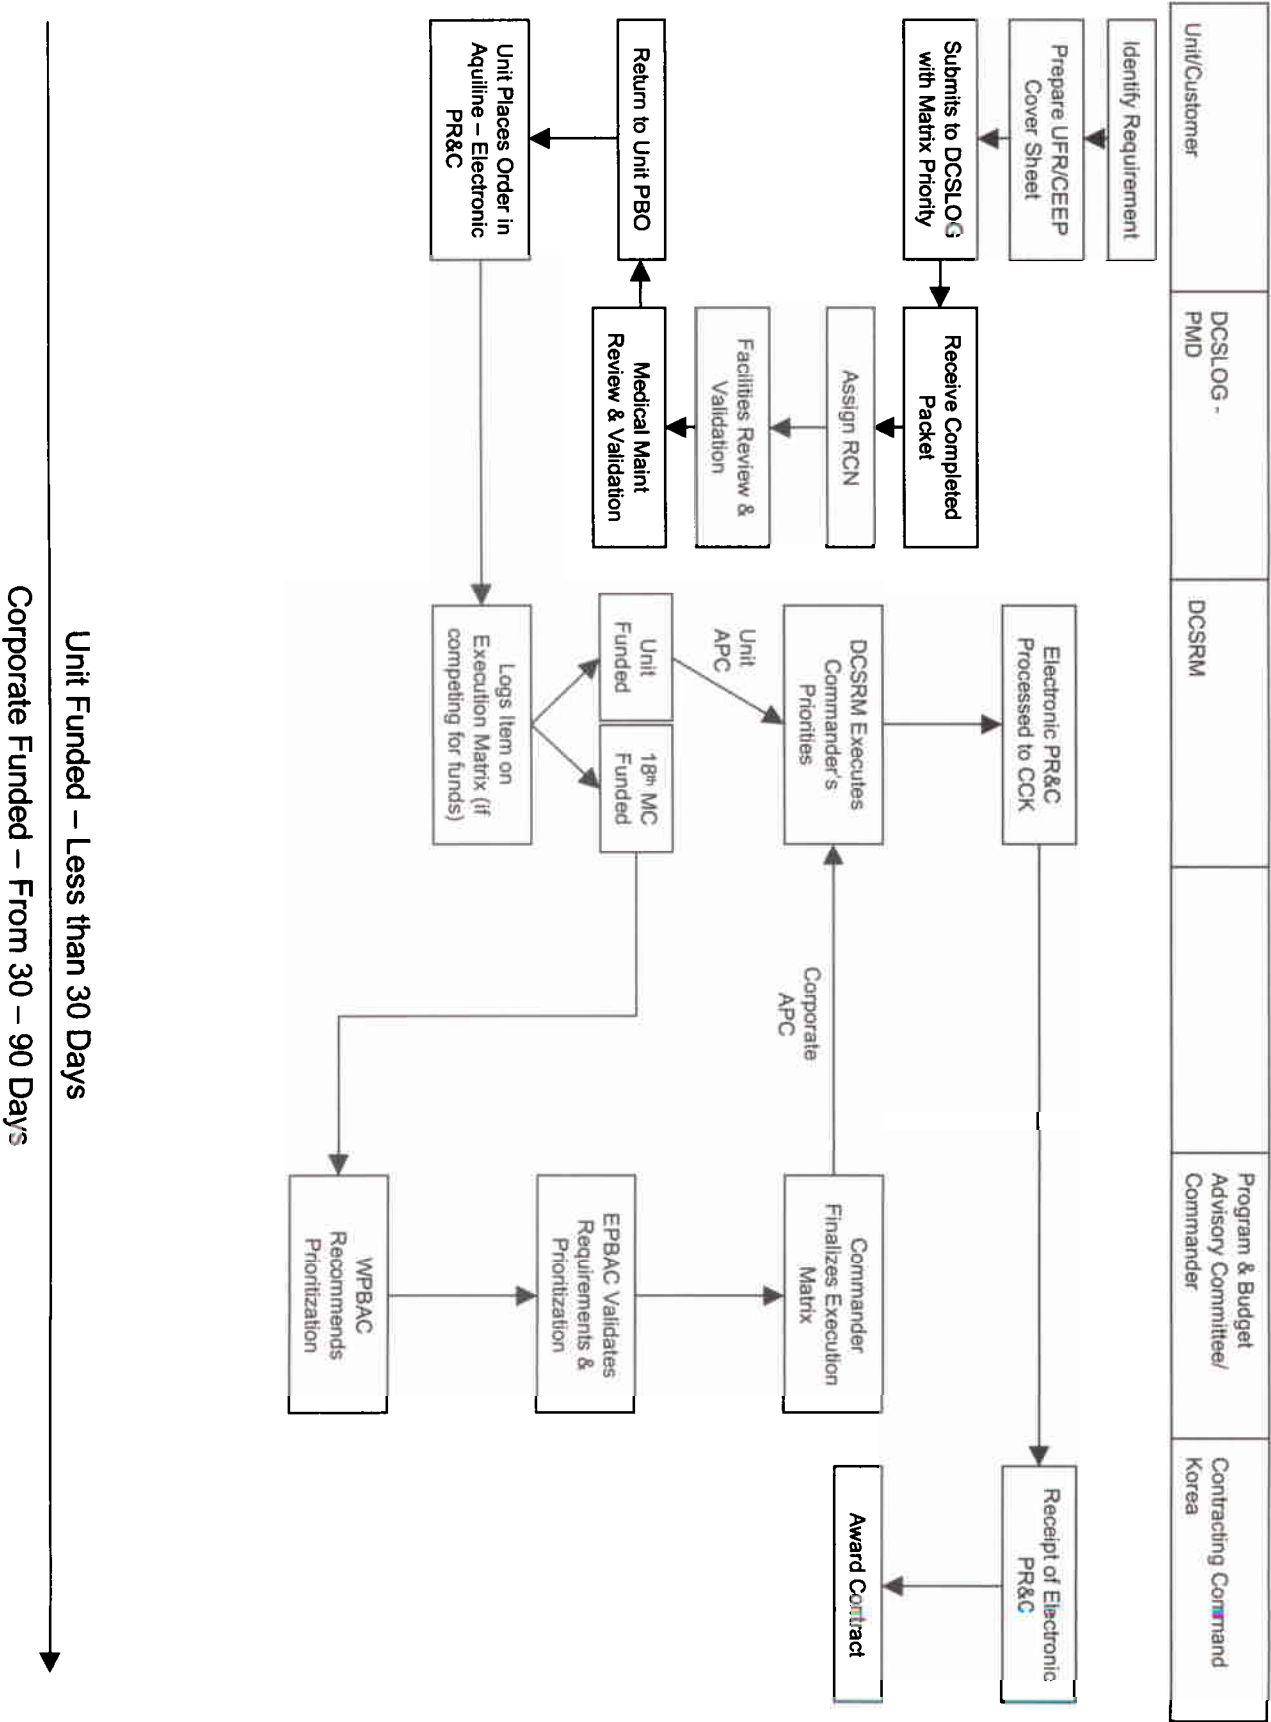 Unit/Customer
DCSLOG -
PMD
DCSRM
Program & Budget
Advisory Committee/
Commander
Contracting Command
Korea
Identify Requirement
Prepare UFR/CEEP
Cover Sheet
Submits to DCSLOG
with Matrix Priority
Return to Unit PBO
Unit Places Order in
Aquiline – Electronic
PR&C
Receive Completed
Packet
Assign RCN
Facilities Review &
Validation
Medical Maint
Review & Validation
Electronic PR&C
Processed to CCK
DCSRM Executes
Commander's
Priorities
Unit
APC
Unit
Funded
18th MC
Funded
Logs Item on
Execution Matrix (if
competing for funds)
Corporate
APC
Commander
Finalizes Execution
Matrix
EPBAC Validates
Requirements &
Prioritization
WPBAC
Recommends
Prioritization
Receipt of Electronic
PR&C
Award Contract
Unit Funded – Less than 30 Days
Corporate Funded – From 30 – 90 Days